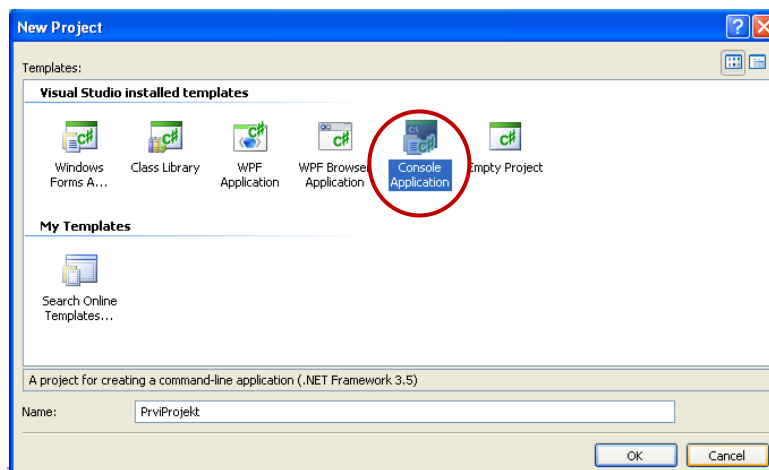 New Project
Templates:
Visual Studio installed templates
Windows Forms A...
Class Library
WPF Application
WPF Browser Application
Console Application
Empty Project
My Templates
Search Online Templates...
A project for creating a command-line application (.NET Framework 3.5)
Name:
PrviProjekt
OK
Cancel